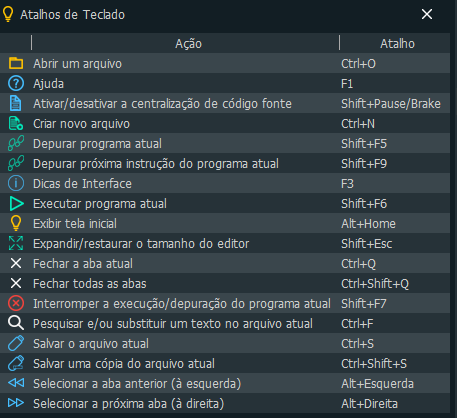 Atalhos de Teclado
Ação Atalho
Abrir um arquivo Ctrl+O
Ajuda F1
Ativar/desativar a centralização de código fonte Shift+Pause/Brake
Criar novo arquivo Ctrl+N
Depurar programa atual Shift+F5
Depurar próxima instrução do programa atual Shift+F9
Dicas de Interface F3
Executar programa atual Shift+F6
Exibir tela inicial Alt+Home
Expandir/restaurar o tamanho do editor Shift+Esc
Fechar a aba atual Ctrl+Q
Fechar todas as abas Ctrl+Shift+Q
Interromper a execução/depuração do programa atual Shift+F7
Pesquisar e/ou substituir um texto no arquivo atual Ctrl+F
Salvar o arquivo atual Ctrl+S
Salvar uma cópia do arquivo atual Ctrl+Shift+S
Selecionar a aba anterior (à esquerda) Alt+Esquerda
Selecionar a próxima aba (à direita) Alt+Direita